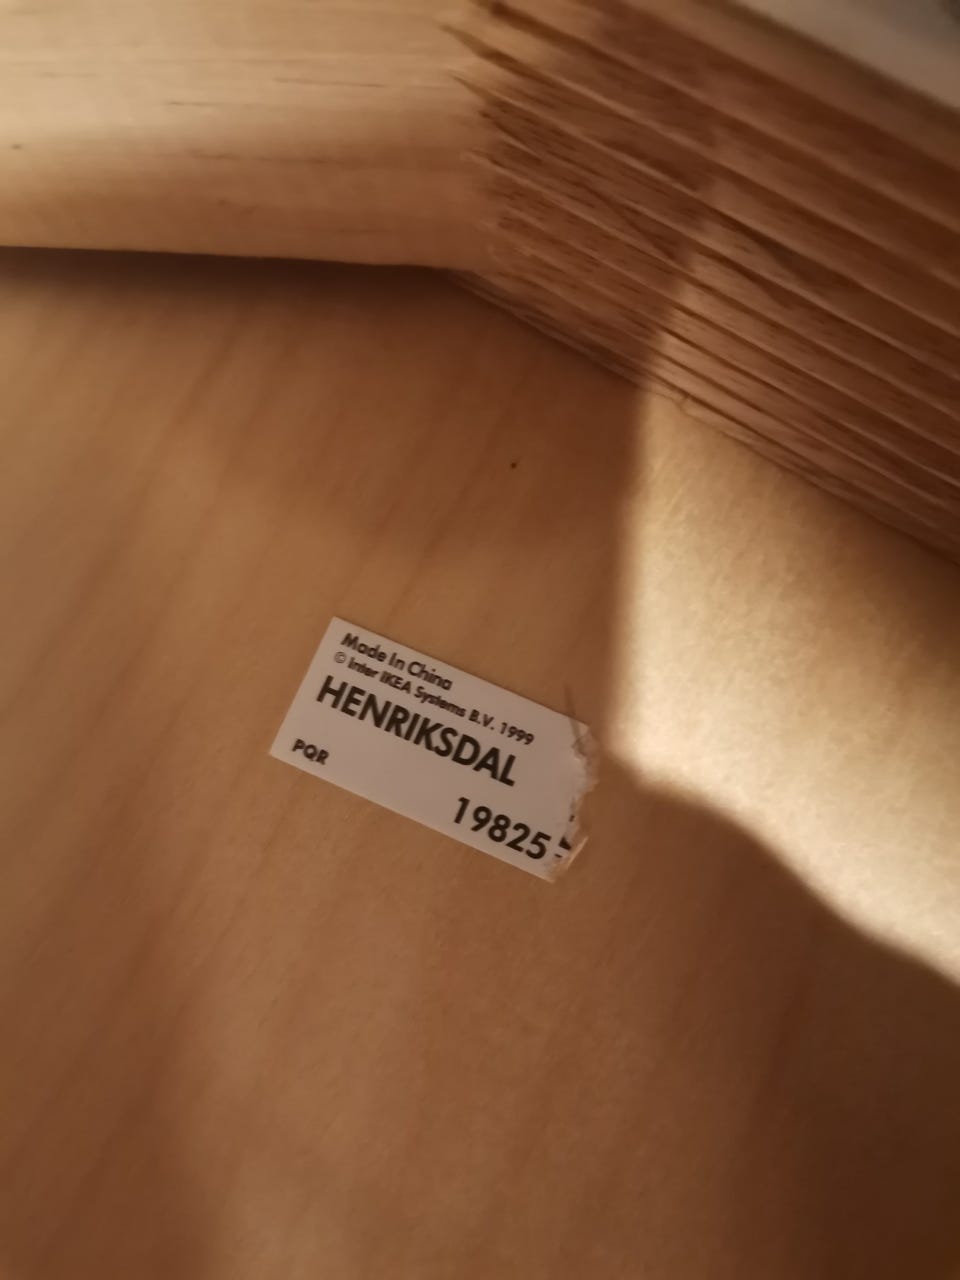 Made In China
© Inter IKEA Systems B.V. 1999
HENRIKSDAL
PQR
19825